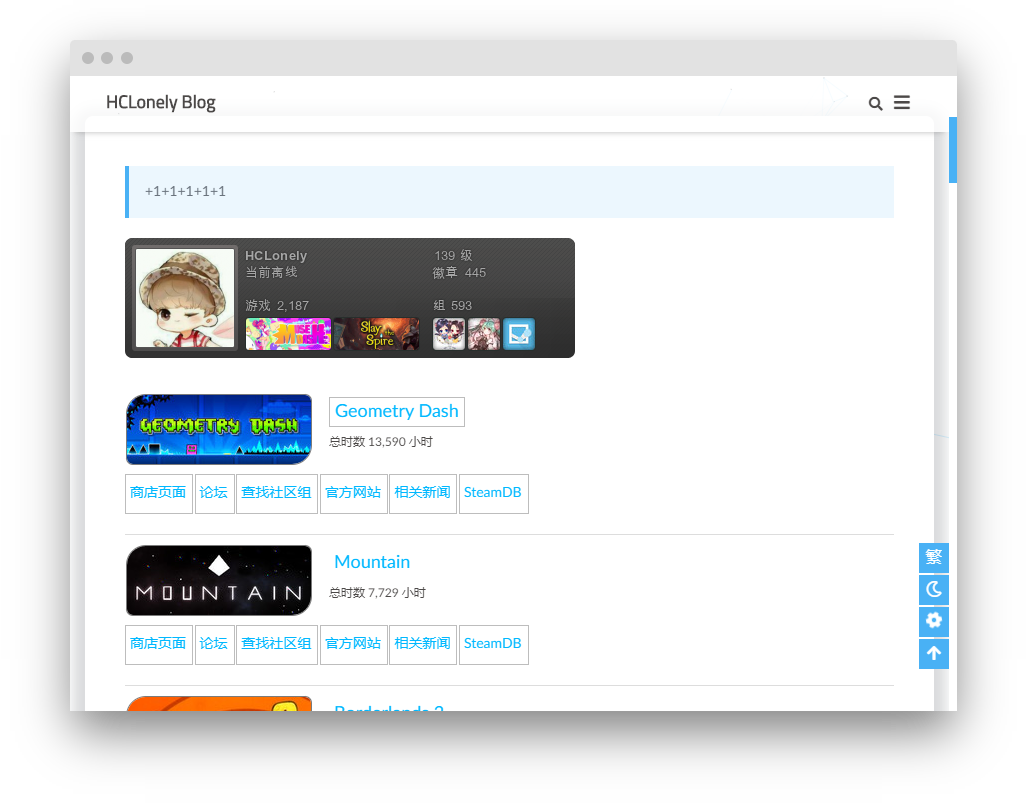 HCLonely Blog
+1+1+1+1+1
HCLonely
139 级
当前离线
徽章 445
游戏 2,187
组 593
MUSE DASH
Slay the Spire
GEOMETRY DASH
Geometry Dash
总时数 13,590 小时
商店页面 论坛 查找社区组 官方网站 相关新闻 SteamDB
MOUNTAIN
Mountain
总时数 7,729 小时
商店页面 论坛 查找社区组 官方网站 相关新闻 SteamDB
Borderlands 2
繁